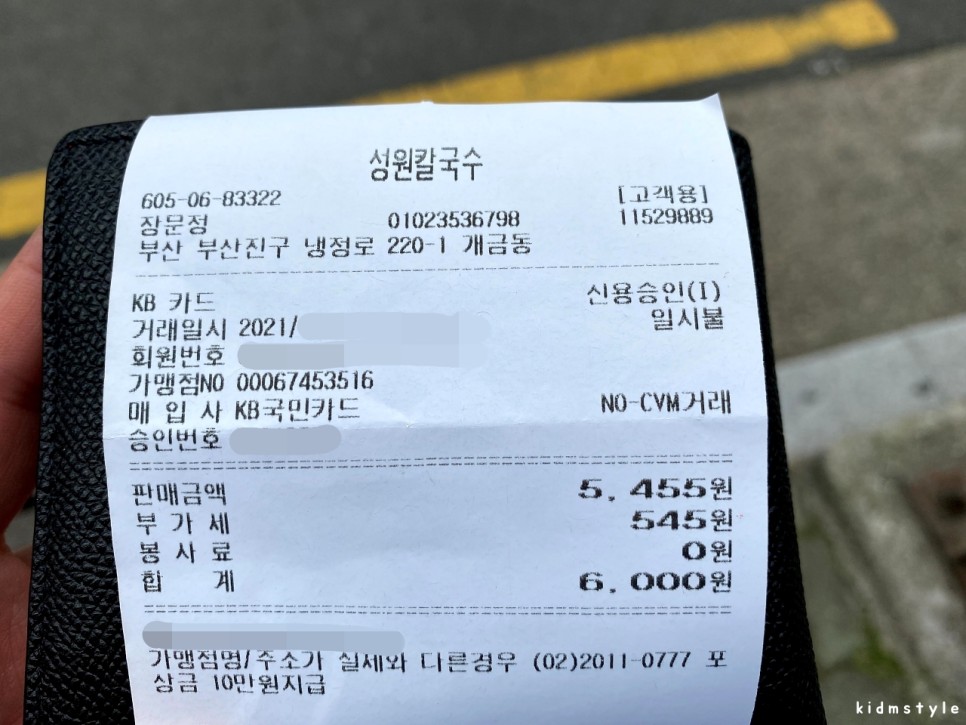 성원칼국수
605-06-83322 [고객용]
장문정 01023536798 11529889
부산 부산진구 냉정로 220-1 개금동
KB 카드 신용승인(I)
거래일시 2021/ 일시불
회원번호
가맹점NO 00067453516
매 입 사 KB국민카드 NO-CVM거래
승인번호
판매금액 5,455원
부 가 세 545원
봉 사 료 0원
합 계 6,000원
가맹점명/주소가 실제와 다른경우 (02)2011-0777 포
상금 10만원지급
kidmstyle